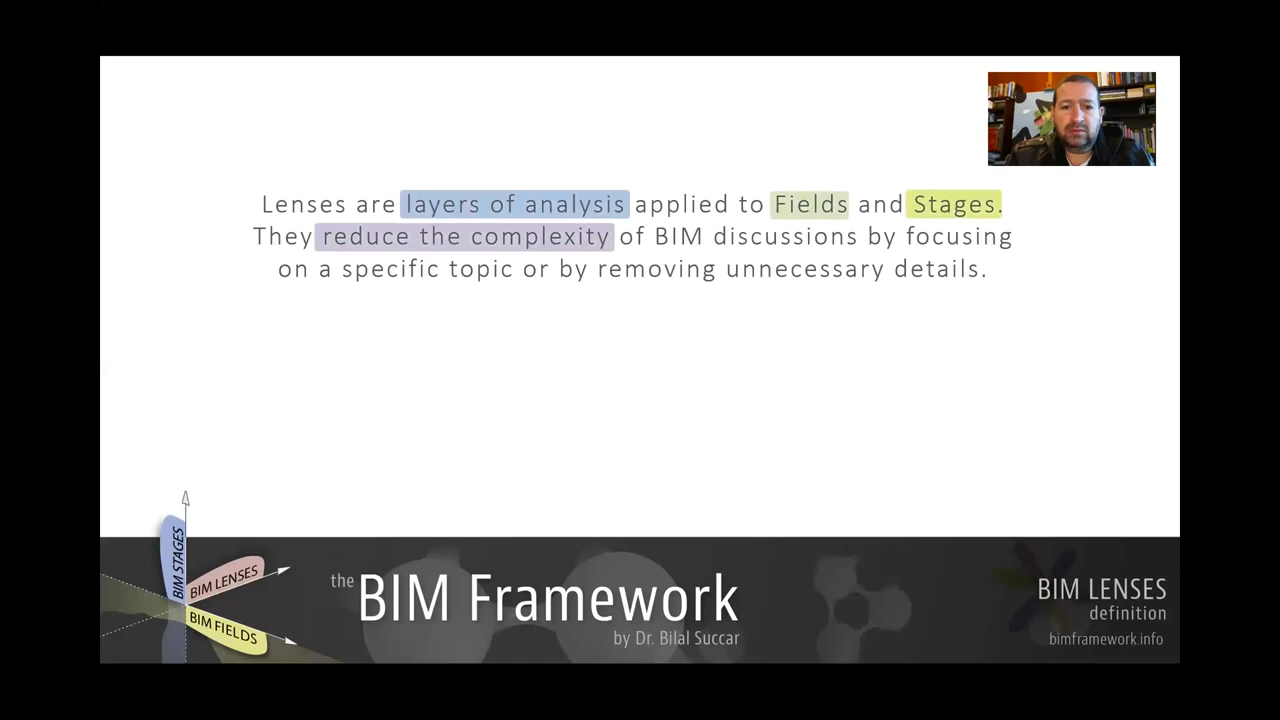 Lenses are layers of analysis applied to Fields and Stages.
They reduce the complexity of BIM discussions by focusing
on a specific topic or by removing unnecessary details.
BIM STAGES
BIM LENSES
BIM FIELDS
the BIM Framework
by Dr. Bilal Succar
BIM LENSES
definition
bimframework.info